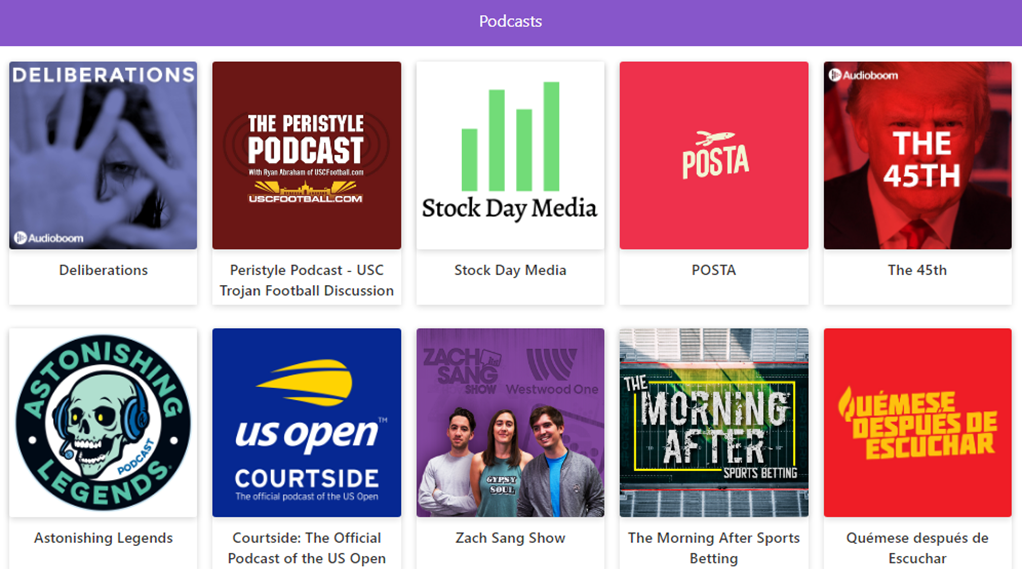 Podcasts
DELIBERATIONS
Audioboom
THE PERISTYLE
PODCAST
With Ryan Abraham of USCFootball.com
USCFOOTBALL.COM
Stock Day Media
POSTA
Audioboom
THE
45TH
Deliberations
Peristyle Podcast - USC
Trojan Football Discussion
Stock Day Media
POSTA
The 45th
ASTONISHING
LEGENDS
PODCAST
us open™
COURTSIDE
The official podcast of the US Open
ZACH
SANG
SHOW
Westwood One
GYPSY
SOUL
THE
MORNING
AFTER
SPORTS BETTING
QUÉMESE
DESPUÉS DE
ESCUCHAR
Astonishing Legends
Courtside: The Official
Podcast of the US Open
Zach Sang Show
The Morning After Sports
Betting
Quémese después de
Escuchar